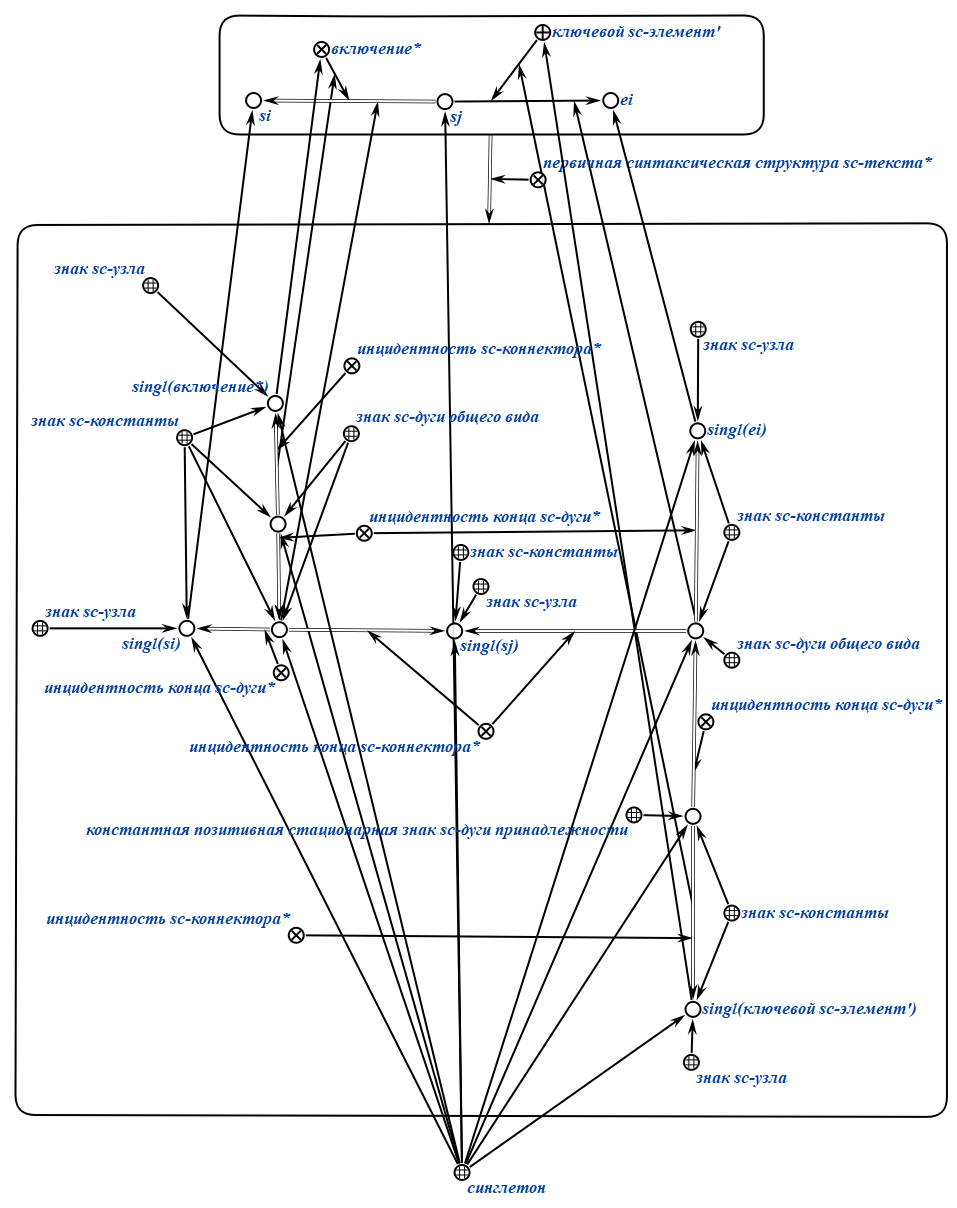 включение*
ключевой sc-элемент'
si
sj
ei
первичная синтаксическая структура sc-текста*
знак sc-узла
инцидентность sc-коннектора*
знак sc-узла
singl(включение*)
знак sc-константы
знак sc-дуги общего вида
singl(ei)
инцидентность конца sc-дуги*
знак sc-константы
знак sc-константы
знак sc-узла
знак sc-узла
singl(si)
singl(sj)
знак sc-дуги общего вида
инцидентность конца sc-дуги*
инцидентность конца sc-дуги*
инцидентность конца sc-коннектора*
константная позитивная стационарная знак sc-дуги принадлежности
инцидентность sc-коннектора*
знак sc-константы
singl(ключевой sc-элемент')
знак sc-узла
синглетон